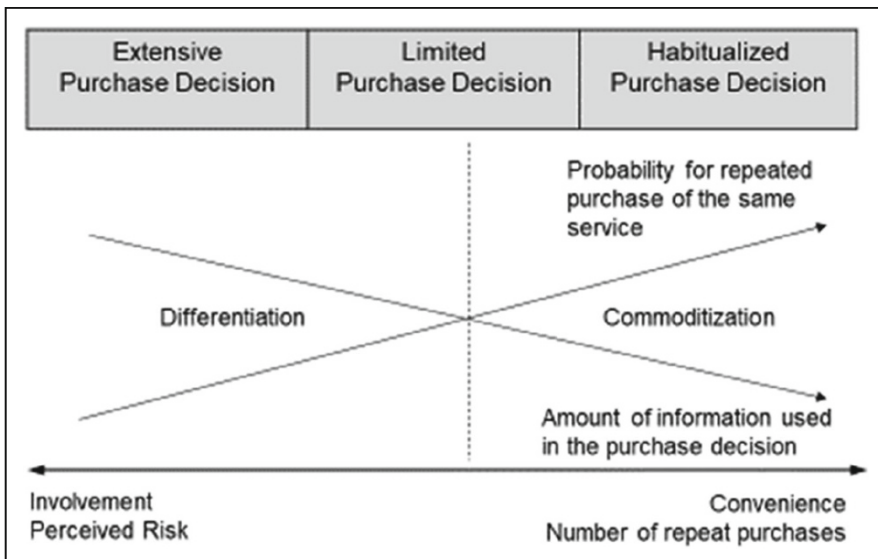 Extensive
Purchase Decision
Limited
Purchase Decision
Habitualized
Purchase Decision
Probability for repeated
purchase of the same
service
Differentiation
Commoditization
Amount of information used
in the purchase decision
Involvement
Perceived Risk
Convenience
Number of repeat purchases